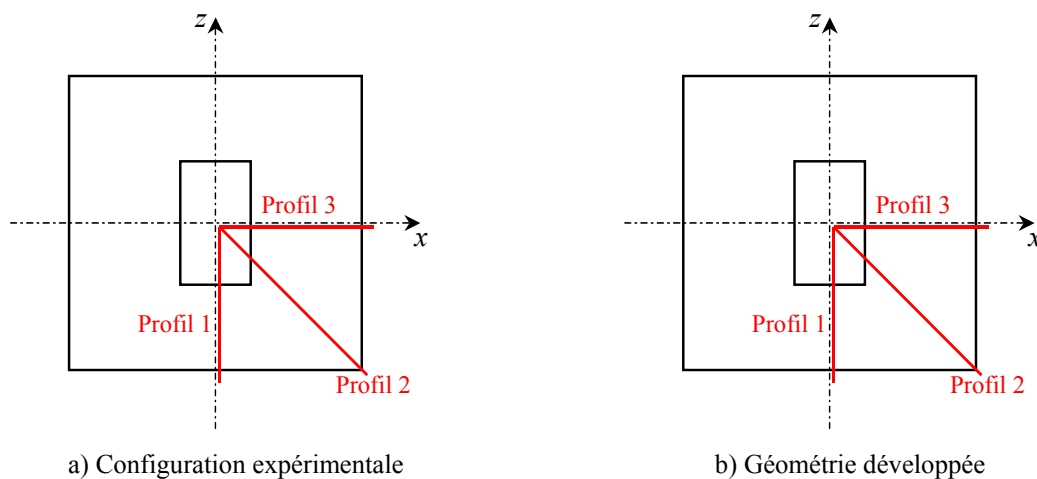 z
Profil 3
x
Profil 1
Profil 2
a) Configuration expérimentale
z
Profil 3
x
Profil 1
Profil 2
b) Géométrie développée